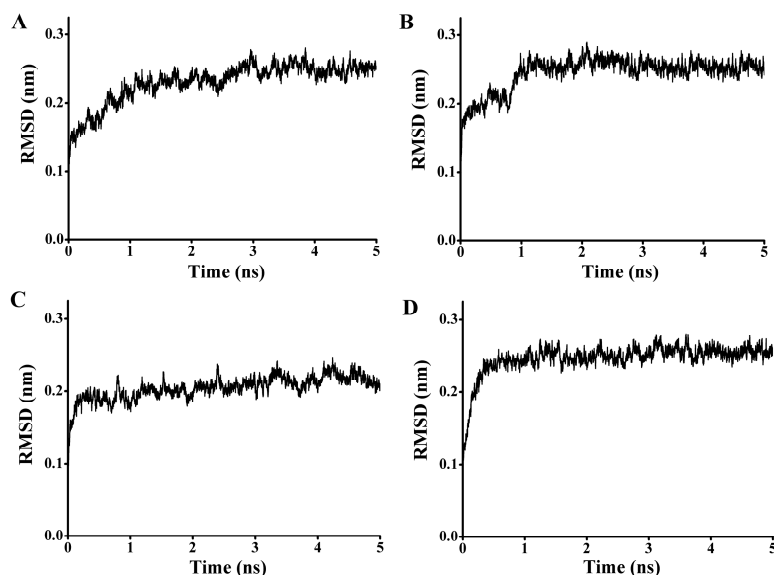 A
RMSD (nm)
0.3
0.2
0.1
0.0
0 1 2 3 4 5
Time (ns)
B
RMSD (nm)
0.3
0.2
0.1
0.0
0 1 2 3 4 5
Time (ns)
C
RMSD (nm)
0.3
0.2
0.1
0.0
0 1 2 3 4 5
Time (ns)
D
RMSD (nm)
0.3
0.2
0.1
0.0
0 1 2 3 4 5
Time (ns)